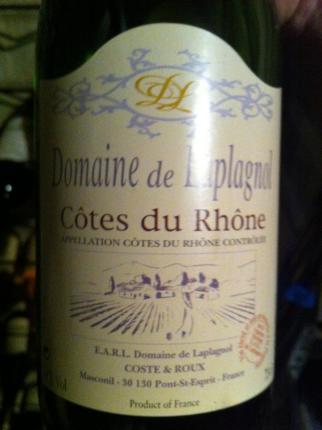 DL
Domaine de Laplagnol
Côtes du Rhône
APPELLATION CÔTES DU RHÔNE CONTRÔLÉE
E.A.R.L. Domaine de Laplagnol
COSTE & ROUX
Masconil - 30 130 Pont-St-Esprit - France
Vol
Product of France